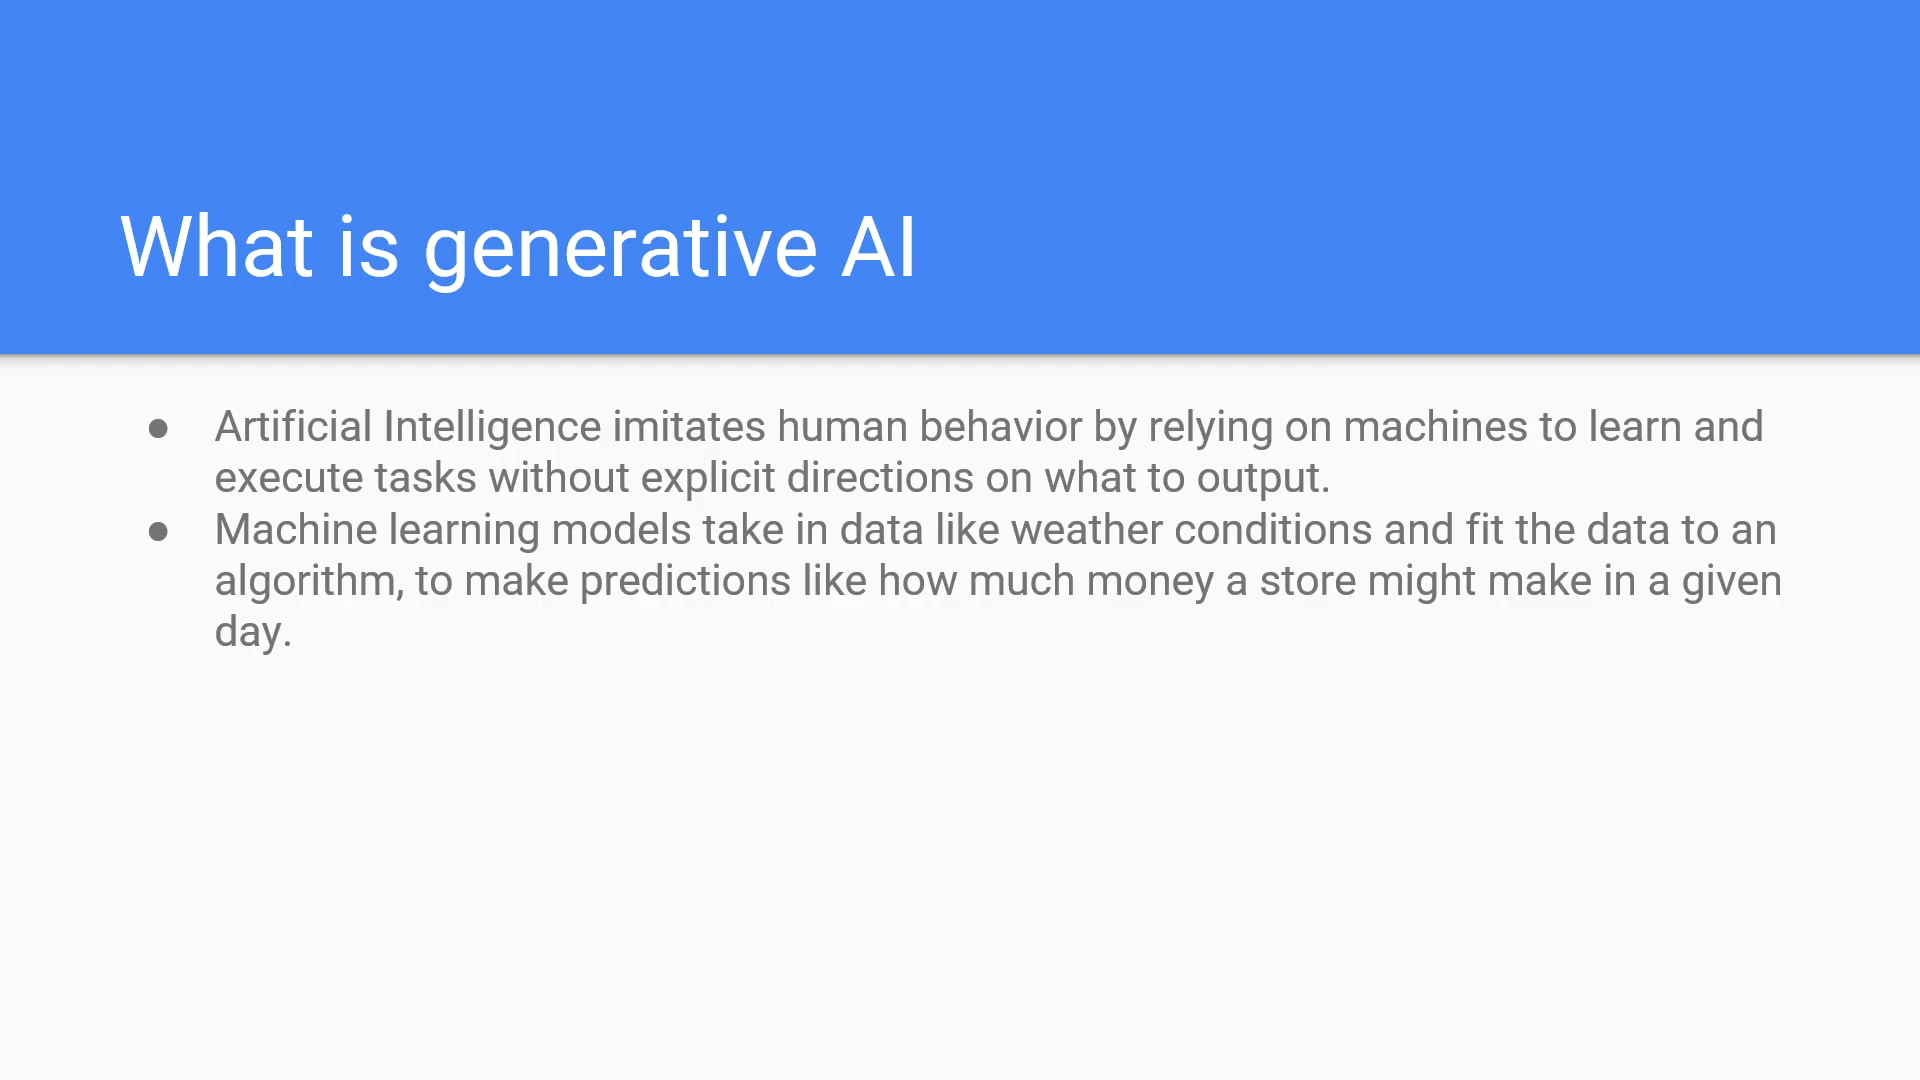 What is generative AI
● Artificial Intelligence imitates human behavior by relying on machines to learn and
execute tasks without explicit directions on what to output.
● Machine learning models take in data like weather conditions and fit the data to an
algorithm, to make predictions like how much money a store might make in a given
day.